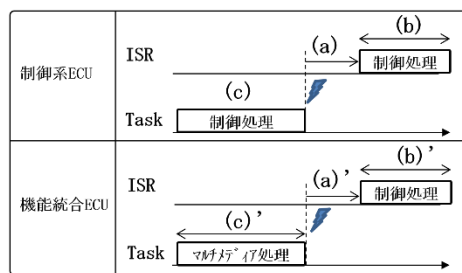 (b)
ISR
(a)
制御処理
制御系ECU
(c)
Task
制御処理
(b)'
ISR
(a)'
制御処理
機能統合ECU
(c)'
Task
マルチメディア処理